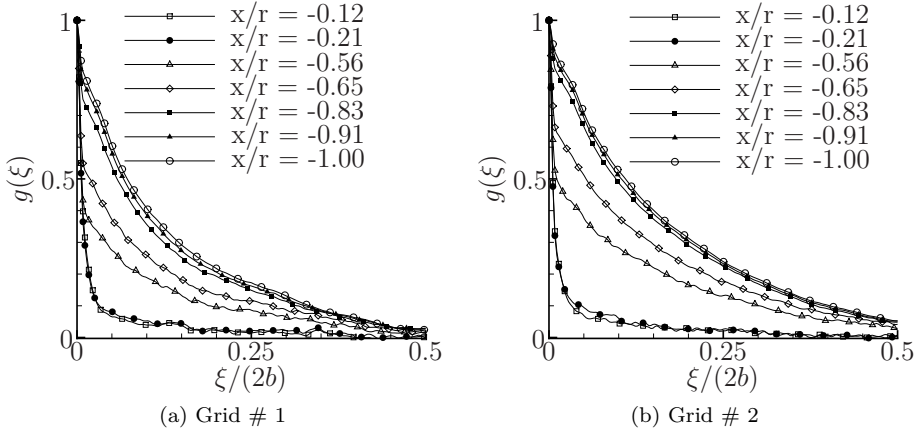 1
0.5
0
g(ξ)
0
0.25
0.5
ξ/(2b)
x/r = -0.12
x/r = -0.21
x/r = -0.56
x/r = -0.65
x/r = -0.83
x/r = -0.91
x/r = -1.00
(a) Grid # 1
1
0.5
0
g(ξ)
0
0.25
0.5
ξ/(2b)
x/r = -0.12
x/r = -0.21
x/r = -0.56
x/r = -0.65
x/r = -0.83
x/r = -0.91
x/r = -1.00
(b) Grid # 2